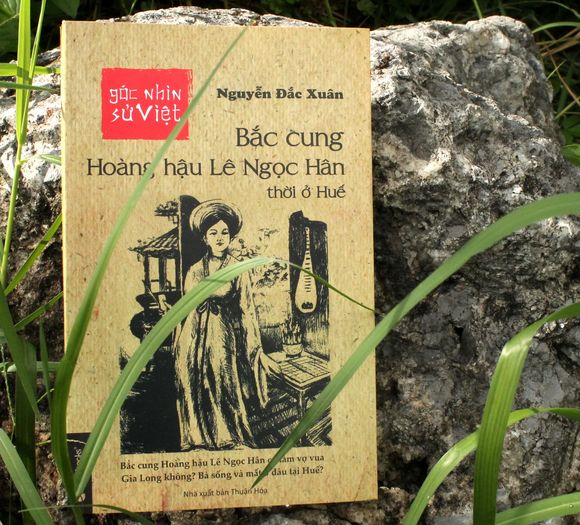 góc nhìn
sử việt
Nguyễn Đắc Xuân
Bắc cung
Hoàng hậu Lê Ngọc Hân
thời ở Huế
Bắc cung Hoàng hậu Lê Ngọc Hân làm vợ vua
Gia Long không? Bà sống và mất ở đâu tại Huế?
Nhà xuất bản Thuận Hóa